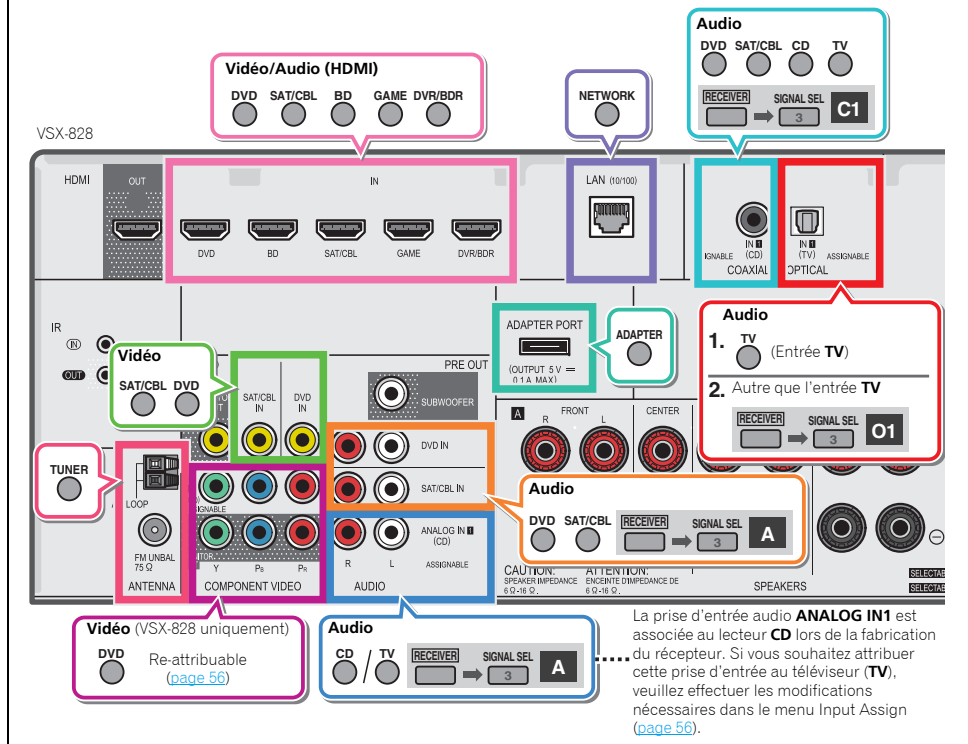 Audio
DVD SAT/CBL CD TV
RECEIVER SIGNAL SEL
3
C1
Vidéo/Audio (HDMI)
DVD SAT/CBL BD GAME DVR/BDR
NETWORK
VSX-828
HDMI
OUT
IN
DVD BD SAT/CBL GAME DVR/BDR
LAN (10/100)
IN 1
(CD)
IGNABLE
COAXIAL
IN 1
(TV)
ASSIGNABLE
OPTICAL
Audio
1. TV (Entrée TV)
2. Autre que l'entrée TV
RECEIVER SIGNAL SEL
3
O1
IR
IN
OUT
Vidéo
SAT/CBL DVD
SAT/CBL
IN
DVD
IN
PRE OUT
SUBWOOFER
ADAPTER PORT
(OUTPUT 5 V
0.1 A MAX)
ADAPTER
A
FRONT
R L
CENTER
DVD IN
SAT/CBL IN
TUNER
LOOP
FM UNBAL
75 Ω
ANTENNA
IGNABLE
ITOR
Y PB PR
COMPONENT VIDEO
ANALOG IN 1
(CD)
R L
ASSIGNABLE
AUDIO
Audio
DVD SAT/CBL
RECEIVER SIGNAL SEL
3
A
CAUTION:
SPEAKER IMPEDANCE
6 Ω-16 Ω .
ATTENTION:
ENCEINTE D'IMPEDANCE DE
6 Ω-16 Ω .
SPEAKERS
SELECTAB
SELECTAB
Vidéo (VSX-828 uniquement)
DVD
Re-attribuable
(page 56)
Audio
CD / TV
RECEIVER SIGNAL SEL
3
A
La prise d'entrée audio ANALOG IN1 est
associée au lecteur CD lors de la fabrication
du récepteur. Si vous souhaitez attribuer
cette prise d'entrée au téléviseur (TV),
veuillez effectuer les modifications
nécessaires dans le menu Input Assign
(page 56).